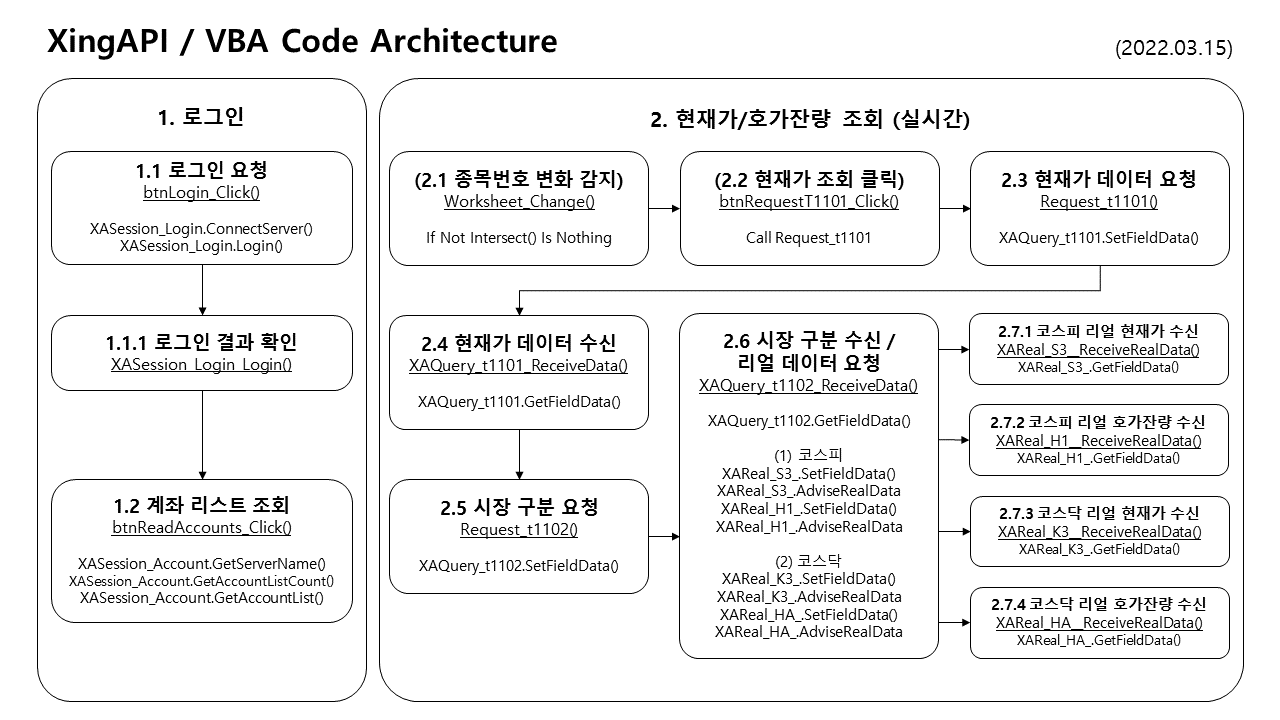 XingAPI / VBA Code Architecture
(2022.03.15)
1. 로그인
1.1 로그인 요청
btnLogin_Click()
XASession_Login.ConnectServer()
XASession_Login.Login()
1.1.1 로그인 결과 확인
XASession_Login_Login()
1.2 계좌 리스트 조회
btnReadAccounts_Click()
XASession_Account.GetServerName()
XASession_Account.GetAccountListCount()
XASession_Account.GetAccountList()
2. 현재가/호가잔량 조회 (실시간)
(2.1 종목번호 변화 감지)
Worksheet_Change()
If Not Intersect() Is Nothing
(2.2 현재가 조회 클릭)
btnRequestT1101_Click()
Call Request_t1101
2.3 현재가 데이터 요청
Request_t1101()
XAQuery_t1101.SetFieldData()
2.4 현재가 데이터 수신
XAQuery_t1101_ReceiveData()
XAQuery_t1101.GetFieldData()
2.5 시장 구분 요청
Request_t1102()
XAQuery_t1102.SetFieldData()
2.6 시장 구분 수신 /
리얼 데이터 요청
XAQuery_t1102_ReceiveData()
XAQuery_t1102.GetFieldData()
(1) 코스피
XAReal_S3_.SetFieldData()
XAReal_S3_.AdviseRealData
XAReal_H1_.SetFieldData()
XAReal_H1_.AdviseRealData
(2) 코스닥
XAReal_K3_.SetFieldData()
XAReal_K3_.AdviseRealData
XAReal_HA_.SetFieldData()
XAReal_HA_.AdviseRealData
2.7.1 코스피 리얼 현재가 수신
XAReal_S3__ReceiveRealData()
XAReal_S3_.GetFieldData()
2.7.2 코스피 리얼 호가잔량 수신
XAReal_H1__ReceiveRealData()
XAReal_H1_.GetFieldData()
2.7.3 코스닥 리얼 현재가 수신
XAReal_K3__ReceiveRealData()
XAReal_K3_.GetFieldData()
2.7.4 코스닥 리얼 호가잔량 수신
XAReal_HA__ReceiveRealData()
XAReal_HA_.GetFieldData()